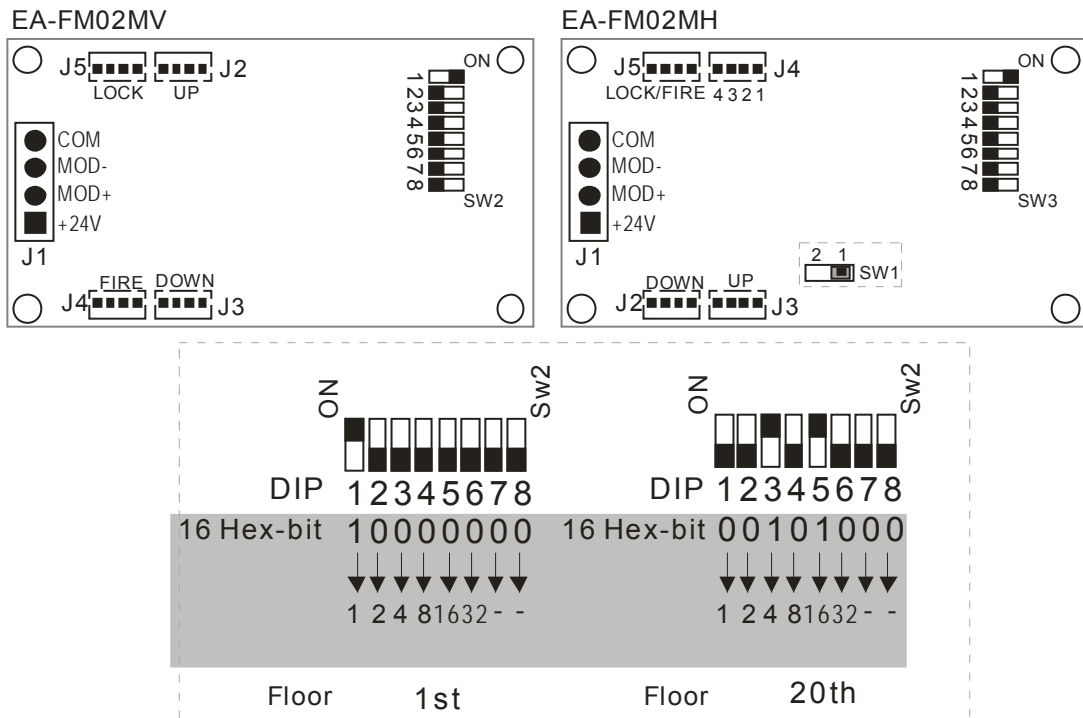 EA-FM02MV
J5 J2
LOCK UP
ON
1
2
3
4
5
6
7
8
SW2
COM
MOD-
MOD+
+24V
J1
FIRE DOWN
J4 J3
EA-FM02MH
J5 J4
LOCK/FIRE 4 3 2 1
ON
1
2
3
4
5
6
7
8
SW3
COM
MOD-
MOD+
+24V
J1
2 1
SW1
DOWN UP
J2 J3
ON Sw2
DIP 1 2 3 4 5 6 7 8
16 Hex-bit 1 0 0 0 0 0 0 0
1 2 4 8 16 32 - -
Floor 1st
ON Sw2
DIP 1 2 3 4 5 6 7 8
16 Hex-bit 0 0 1 0 1 0 0 0
1 2 4 8 16 32 - -
Floor 20th